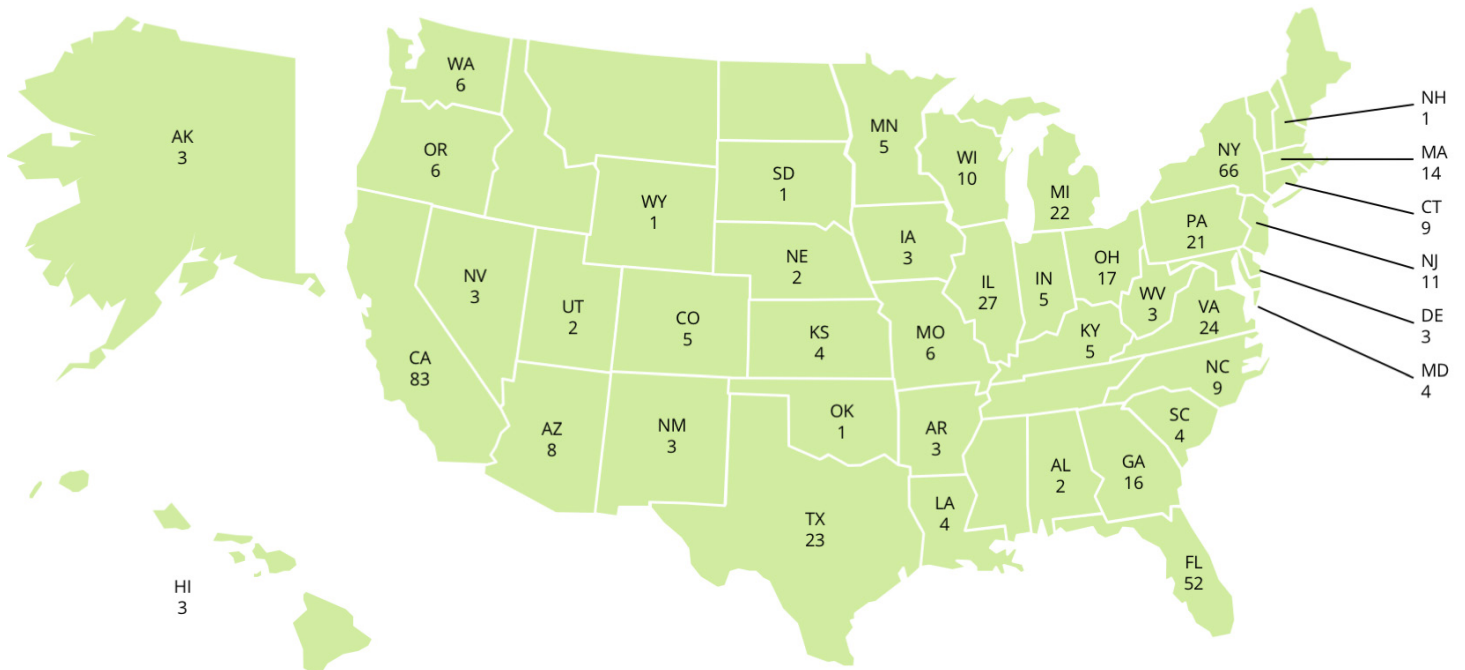 WA
6
AK
3
OR
6
MN
5
WI
10
MI
22
NY
66
NH
1
MA
14
CT
9
NJ
11
DE
3
MD
4
SD
1
WY
1
NE
2
IA
3
PA
21
OH
17
IL
27
IN
5
WV
3
VA
24
NV
3
UT
2
CO
5
KS
4
MO
6
KY
5
CA
83
NC
9
AZ
8
NM
3
OK
1
AR
3
SC
4
AL
2
GA
16
TX
23
LA
4
FL
52
HI
3